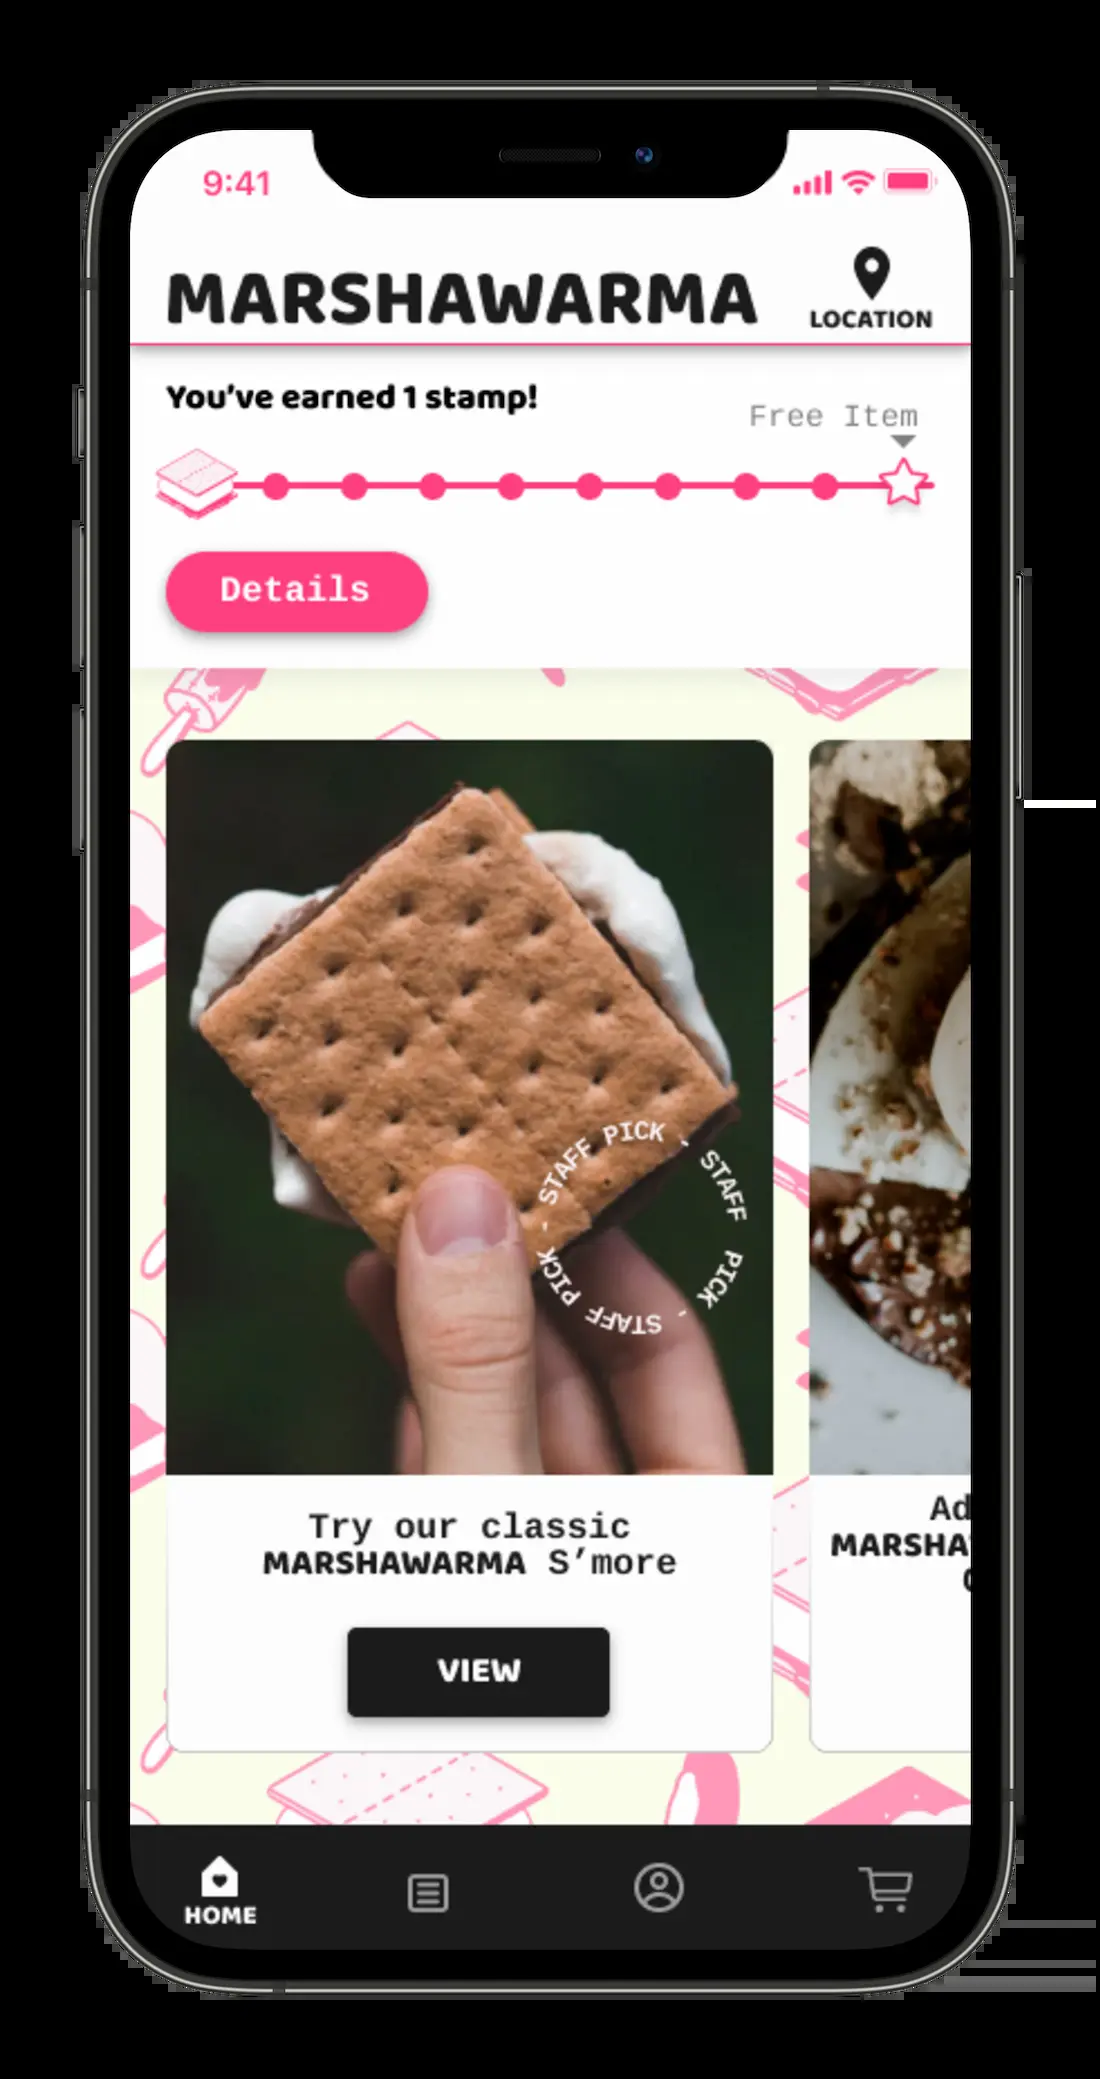 9:41
MARSHAWARMA
LOCATION
You've earned 1 stamp!
Free Item
Details
STAFF PICK - STAFF PICK - STAFF PICK -
Try our classic
MARSHAWARMA S'more
VIEW
Ad
MARSHA
HOME